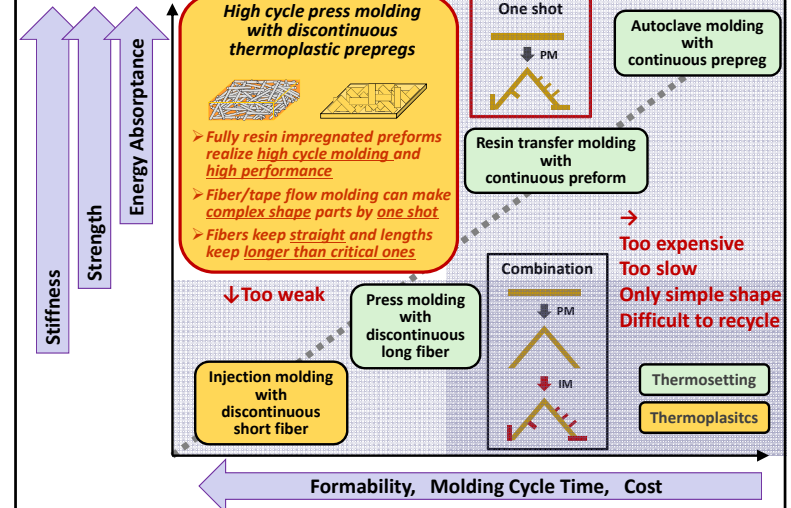 High cycle press molding
with discontinuous
thermoplastic prepregs
➢Fully resin impregnated preforms
realize high cycle molding and
high performance
➢Fiber/tape flow molding can make
complex shape parts by one shot
➢Fibers keep straight and lengths
keep longer than critical ones
One shot
PM
Autoclave molding
with
continuous prepreg
Resin transfer molding
with
continuous preform
→
Too expensive
Too slow
Only simple shape
Difficult to recycle
↓Too weak
Press molding
with
discontinuous
long fiber
Injection molding
with
discontinuous
short fiber
Combination
PM
IM
Thermosetting
Thermoplasitcs
Stiffness
Strength
Energy Absorptance
Formability, Molding Cycle Time, Cost